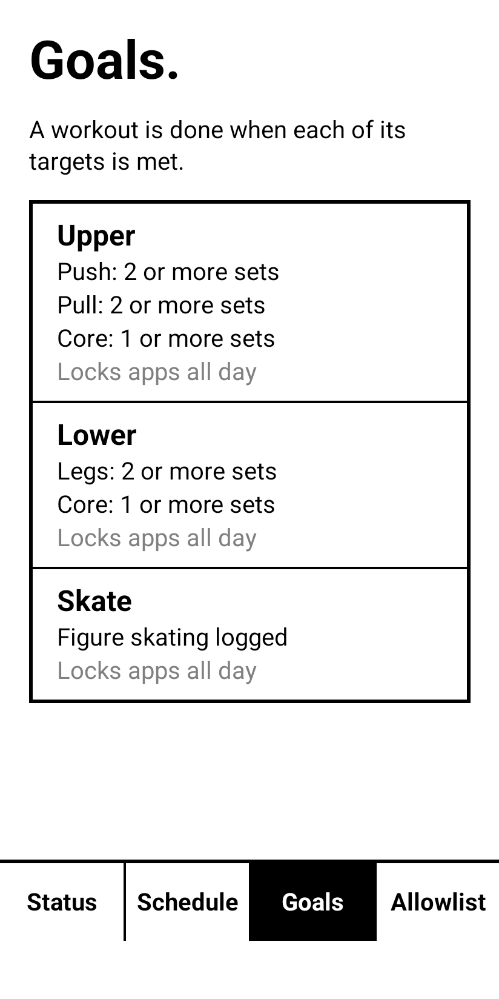 Goals.
A workout is done when each of its
targets is met.
Upper
Push: 2 or more sets
Pull: 2 or more sets
Core: 1 or more sets
Locks apps all day
Lower
Legs: 2 or more sets
Core: 1 or more sets
Locks apps all day
Skate
Figure skating logged
Locks apps all day
Status
Schedule
Goals
Allowlist